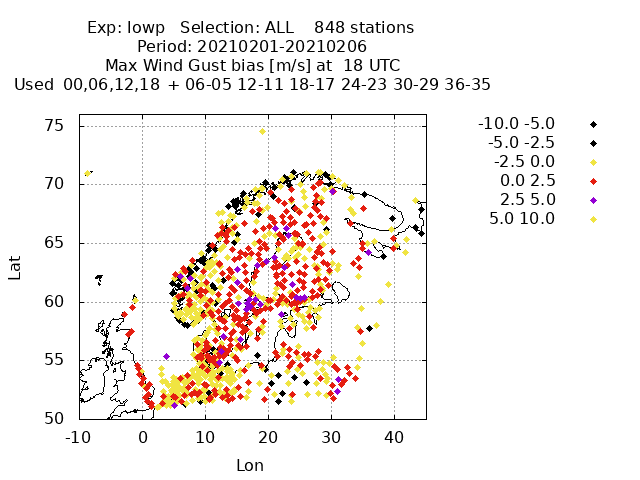 Exp: lowp   Selection: ALL    848 stations
Period: 20210201-20210206
Max Wind Gust bias [m/s] at  18 UTC
Used  00,06,12,18  + 06-05 12-11 18-17 24-23 30-29 36-35
-10.0 -5.0
-5.0 -2.5
-2.5 0.0
0.0 2.5
2.5 5.0
5.0 10.0
75
70
65
60
55
50
Lat
-10 0 10 20 30 40
Lon